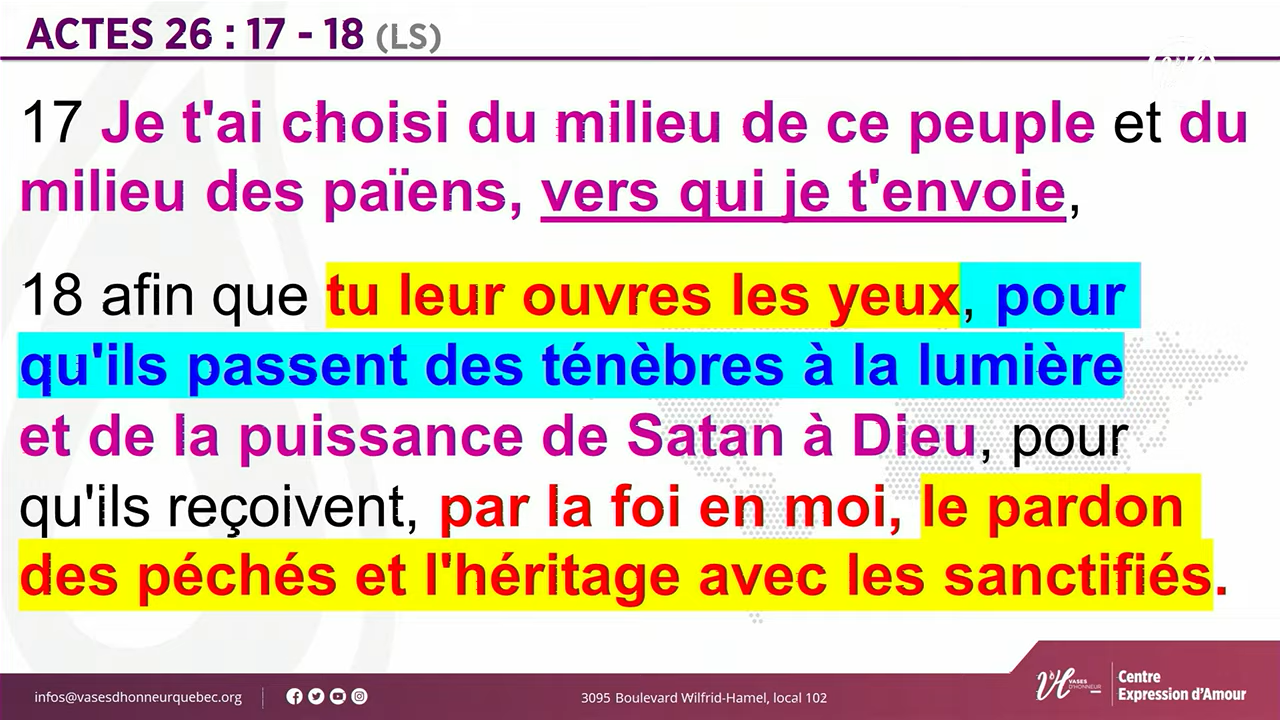 ACTES 26 : 17 - 18 (LS)
17 Je t'ai choisi du milieu de ce peuple et du
milieu des païens, vers qui je t'envoie,
18 afin que tu leur ouvres les yeux, pour
qu'ils passent des ténèbres à la lumière
et de la puissance de Satan à Dieu, pour
qu'ils reçoivent, par la foi en moi, le pardon
des péchés et l'héritage avec les sanctifiés.
infos@vasesdhonneurquebec.org
3095 Boulevard Wilfrid-Hamel, local 102
VH VASES D'HONNEUR
Centre
Expression d'Amour